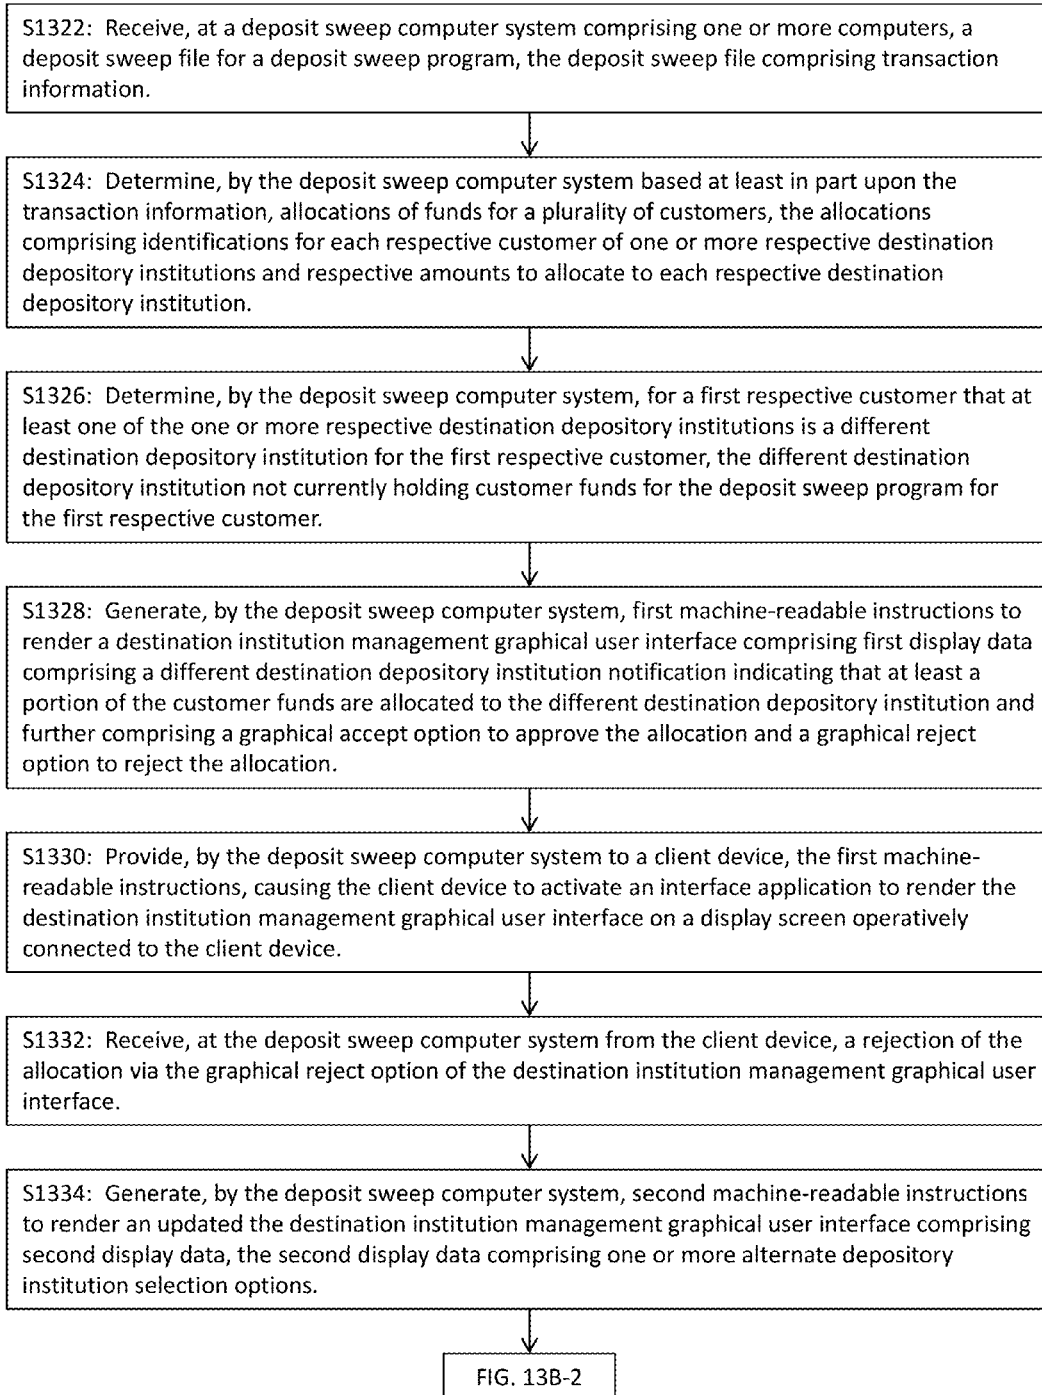 S1322: Receive, at a deposit sweep computer system comprising one or more computers, a
deposit sweep file for a deposit sweep program, the deposit sweep file comprising transaction
information.
S1324: Determine, by the deposit sweep computer system based at least in part upon the
transaction information, allocations of funds for a plurality of customers, the allocations
comprising identifications for each respective customer of one or more respective destination
depository institutions and respective amounts to allocate to each respective destination
depository institution.
S1326: Determine, by the deposit sweep computer system, for a first respective customer that at
least one of the one or more respective destination depository institutions is a different
destination depository institution for the first respective customer, the different destination
depository institution not currently holding customer funds for the deposit sweep program for
the first respective customer.
S1328: Generate, by the deposit sweep computer system, first machine-readable instructions to
render a destination institution management graphical user interface comprising first display data
comprising a different destination depository institution notification indicating that at least a
portion of the customer funds are allocated to the different destination depository institution and
further comprising a graphical accept option to approve the allocation and a graphical reject
option to reject the allocation.
S1330: Provide, by the deposit sweep computer system to a client device, the first machine-
readable instructions, causing the client device to activate an interface application to render the
destination institution management graphical user interface on a display screen operatively
connected to the client device.
S1332: Receive, at the deposit sweep computer system from the client device, a rejection of the
allocation via the graphical reject option of the destination institution management graphical user
interface.
S1334: Generate, by the deposit sweep computer system, second machine-readable instructions
to render an updated the destination institution management graphical user interface comprising
second display data, the second display data comprising one or more alternate depository
institution selection options.
FIG. 13B-2